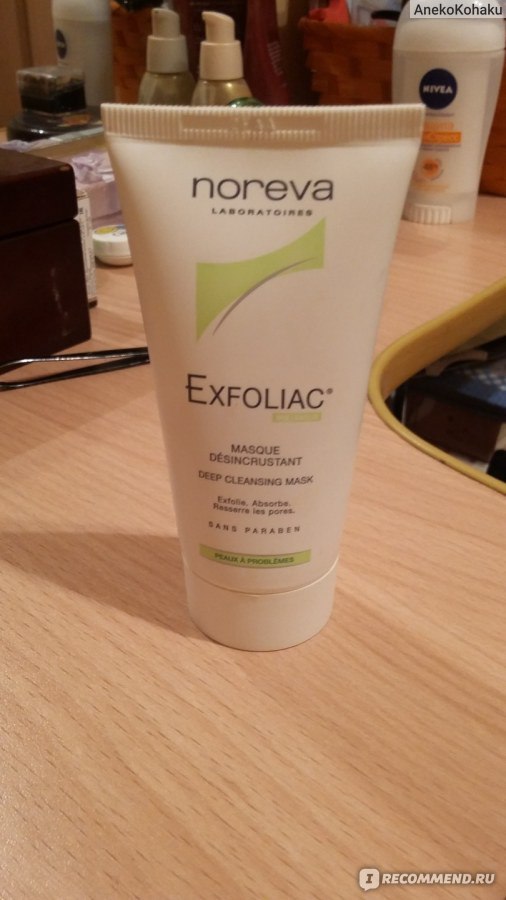 AnekoKohaku
NIVEA
noreva
LABORATOIRES
EXFOLIAC®
MASQUE
DÉSINCRUSTANT
DEEP CLEANSING MASK
Exfolie. Absorbe.
Resserre les pores.
SANS PARABEN
PEAUX À PROBLÈMES
IRECOMMEND.RU